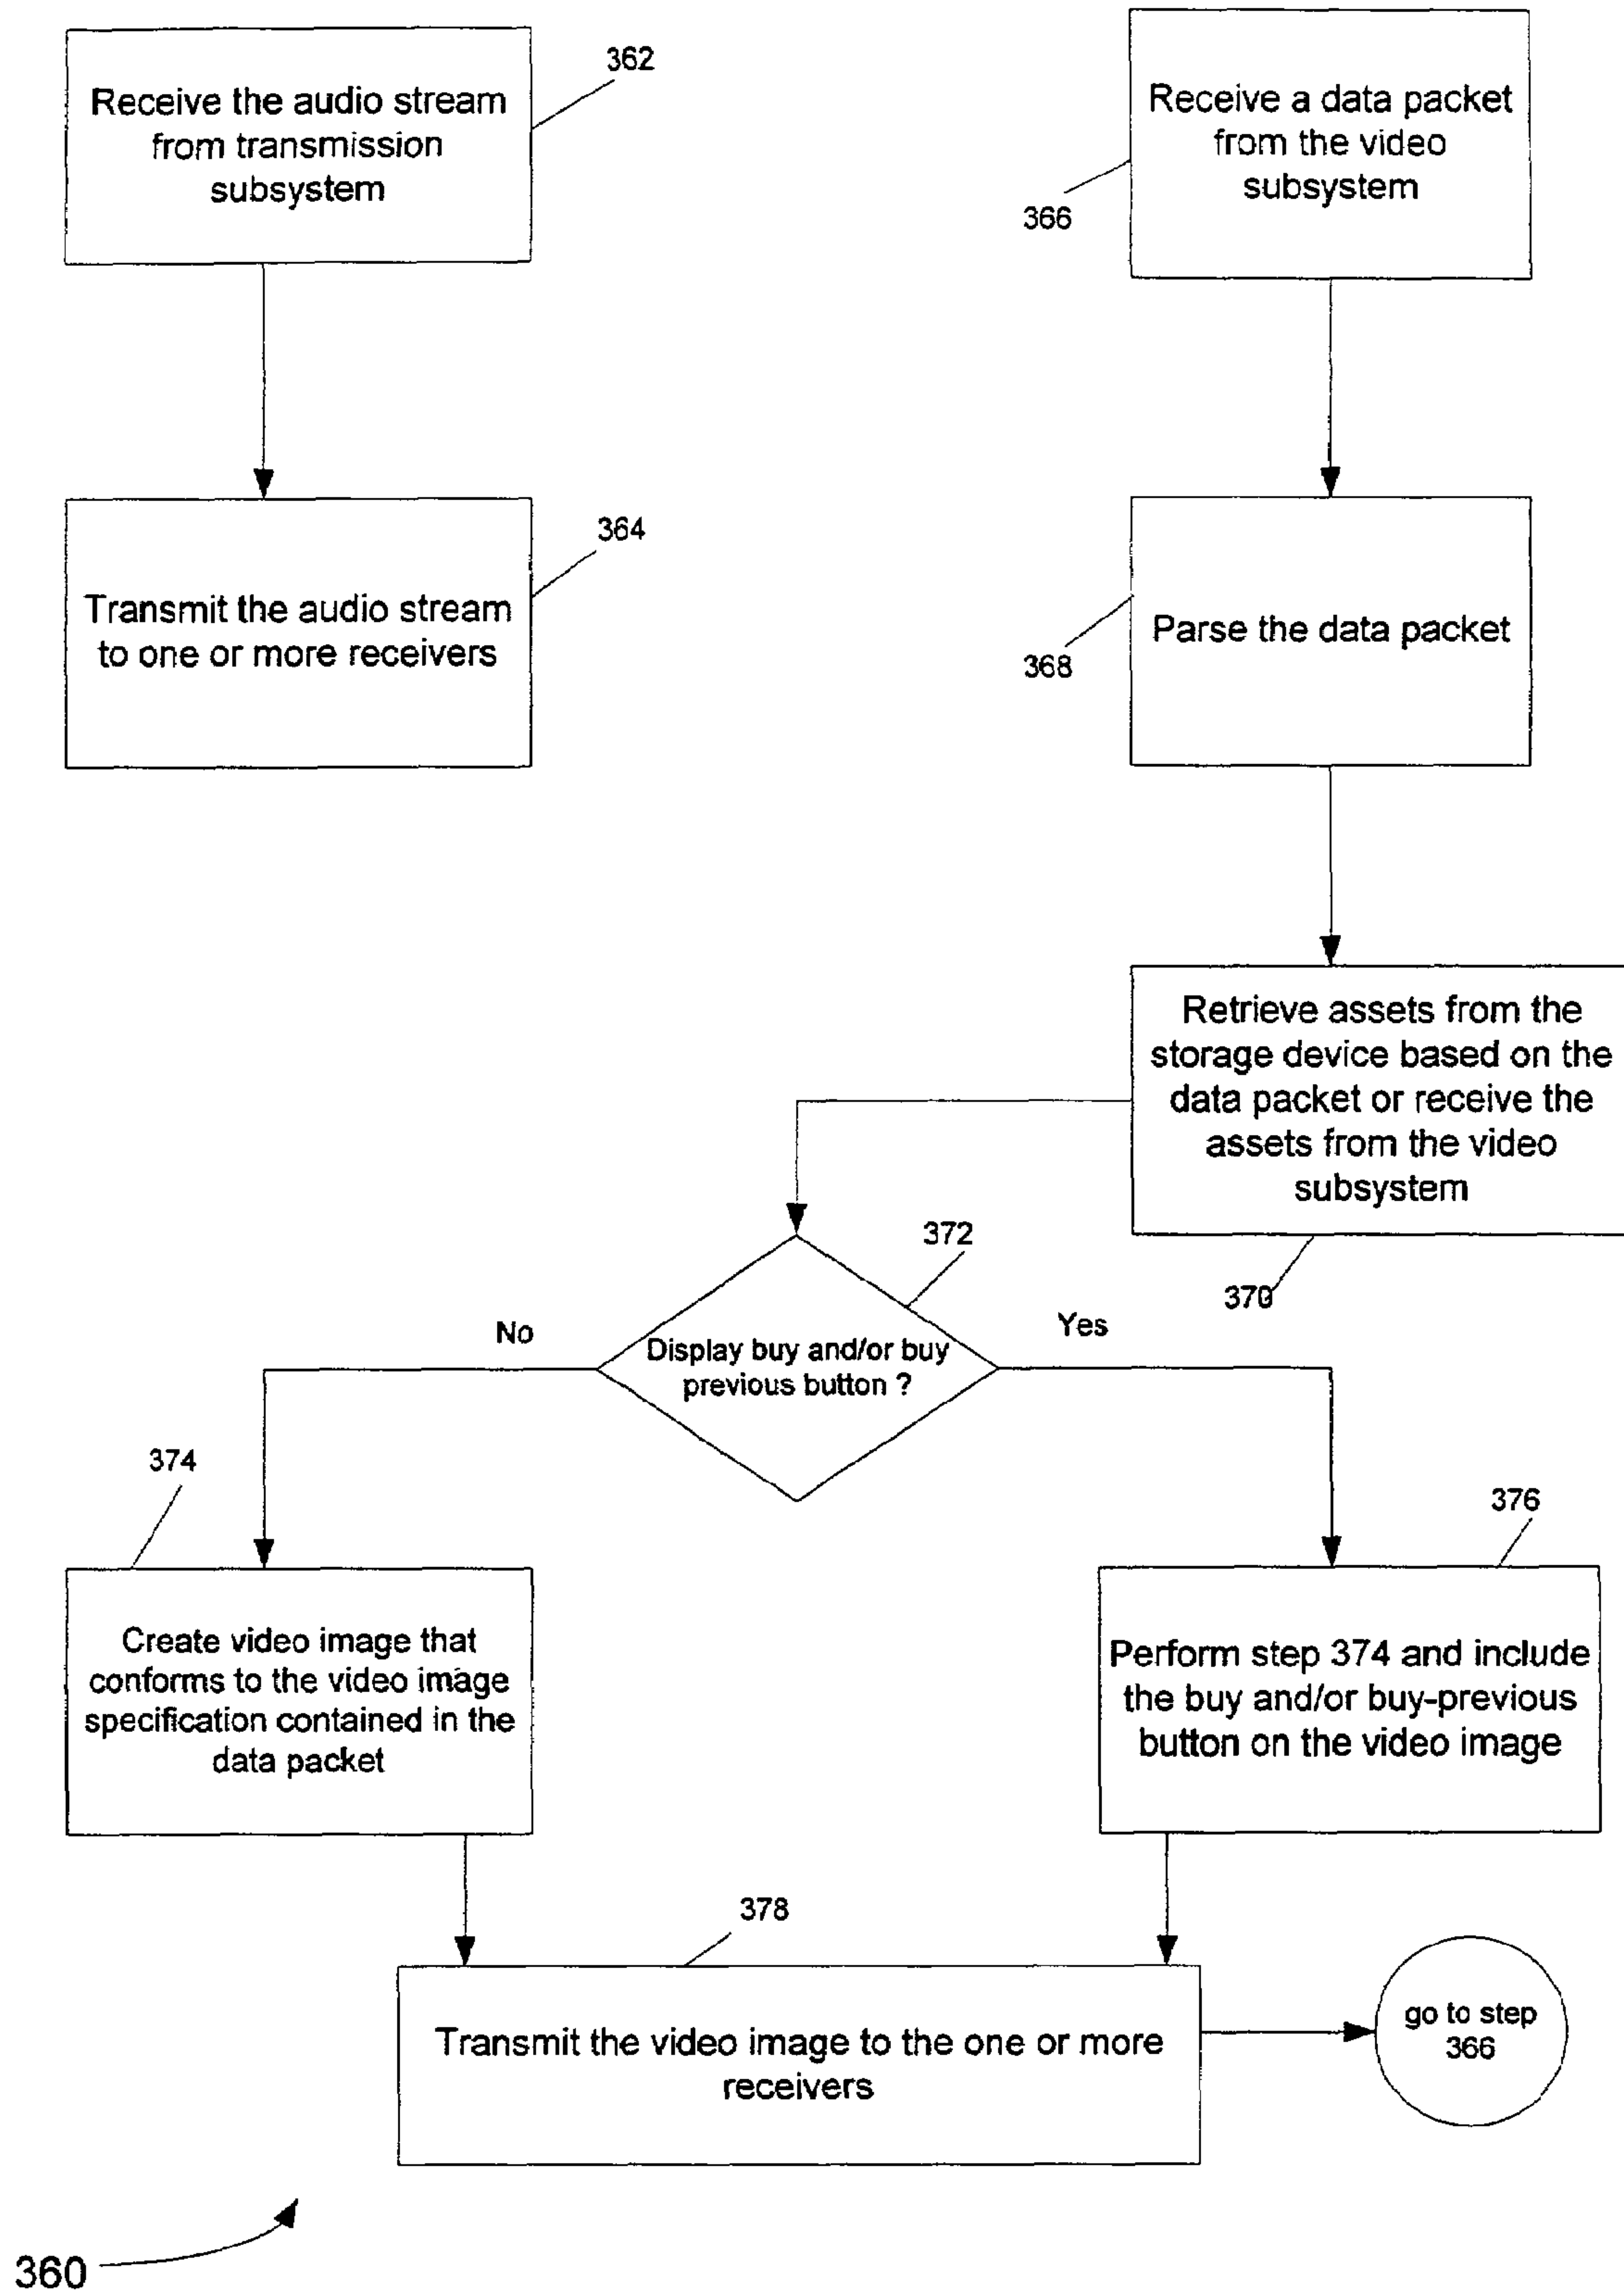 Receive the audio stream
from transmission
subsystem
362
Receive a data packet
from the video
subsystem
366
Transmit the audio stream
to one or more receivers
364
Parse the data packet
368
Retrieve assets from the
storage device based on the
data packet or receive the
assets from the video
subsystem
370
372
Display buy and/or buy
previous button ?
No
Yes
374
Create video image that
conforms to the video image
specification contained in the
data packet
376
Perform step 374 and include
the buy and/or buy-previous
button on the video image
378
Transmit the video image to the one or more
receivers
go to step
366
360